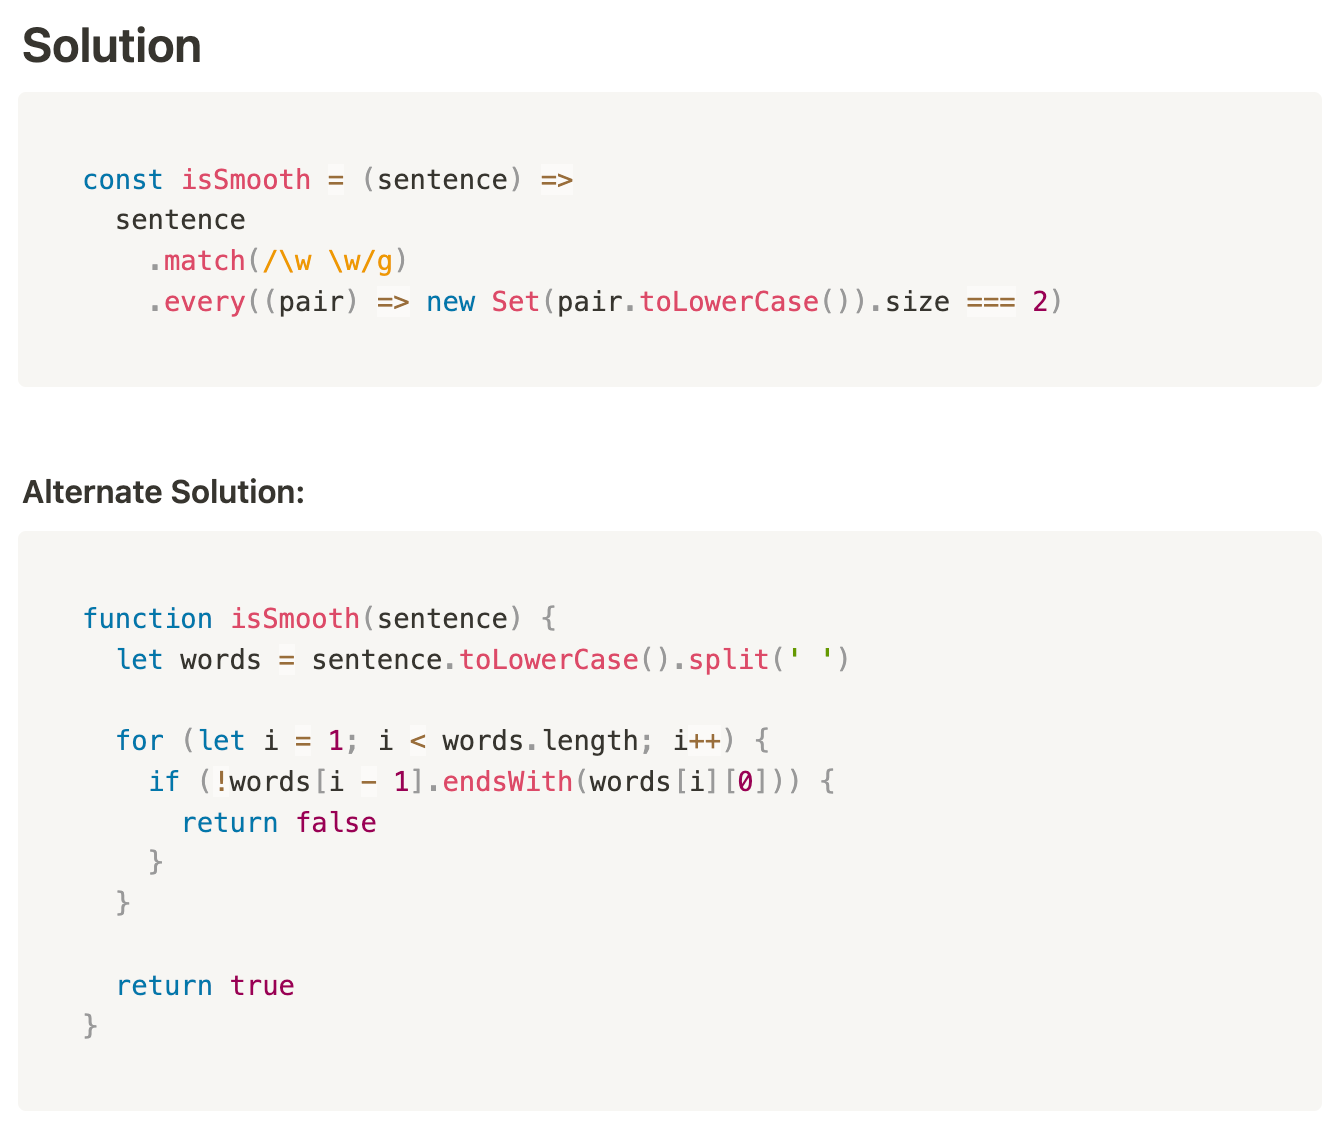 Solution
const isSmooth = (sentence) =>
  sentence
    .match(/\w \w/g)
    .every((pair) => new Set(pair.toLowerCase()).size === 2)
Alternate Solution:
function isSmooth(sentence) {
  let words = sentence.toLowerCase().split(' ')
  for (let i = 1; i < words.length; i++) {
    if (!words[i - 1].endsWith(words[i][0])) {
      return false
    }
  }
  return true
}